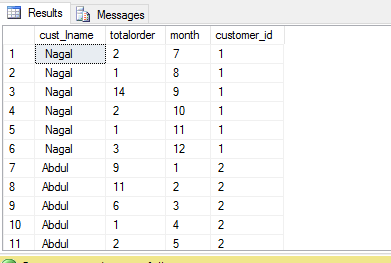 Results Messages
cust_lname totalorder month customer_id
1 Nagal 2 7 1
2 Nagal 1 8 1
3 Nagal 14 9 1
4 Nagal 2 10 1
5 Nagal 1 11 1
6 Nagal 3 12 1
7 Abdul 9 1 2
8 Abdul 11 2 2
9 Abdul 6 3 2
10 Abdul 1 4 2
11 Abdul 2 5 2